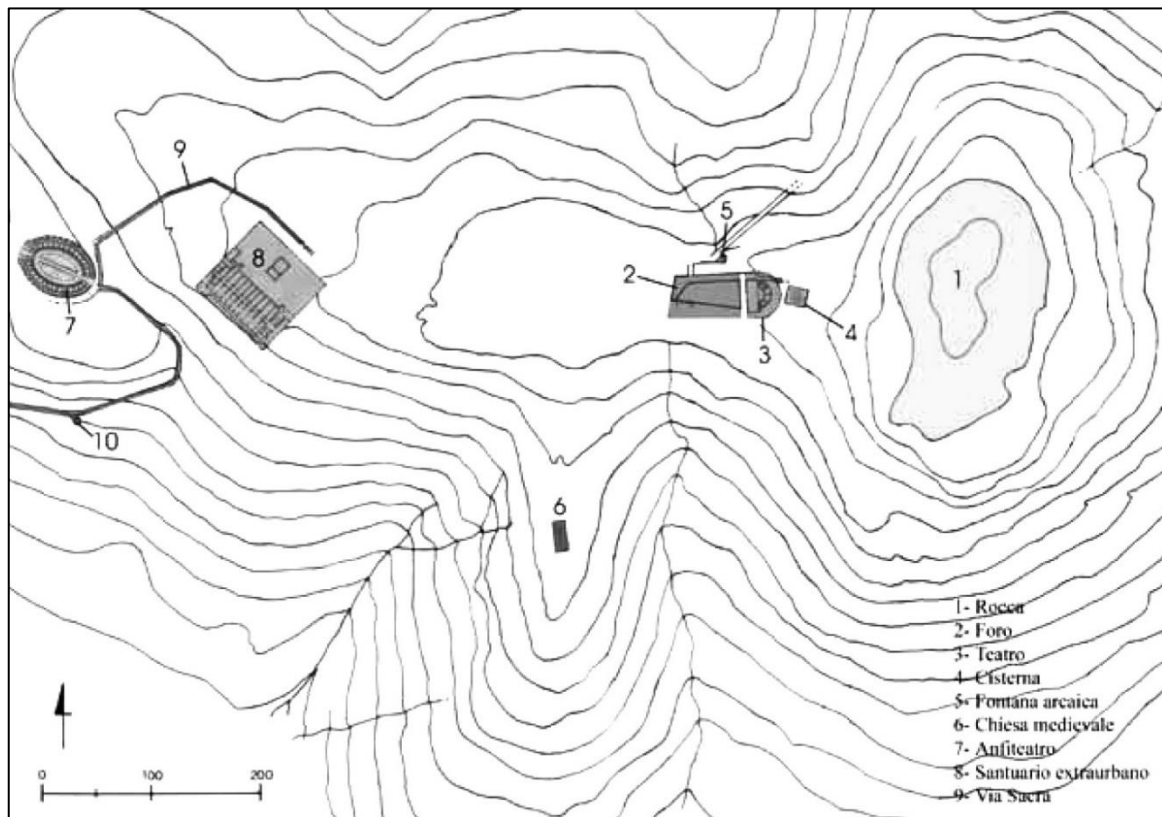 9
5
8
2
1
7
4
3
10
6
1- Rocca
2- Foro
3- Teatro
4- Cisterna
5- Fontana arcaica
6- Chiesa medievale
7- Anfiteatro
8- Santuario extraurbano
9- Via Sacra
0 100 200